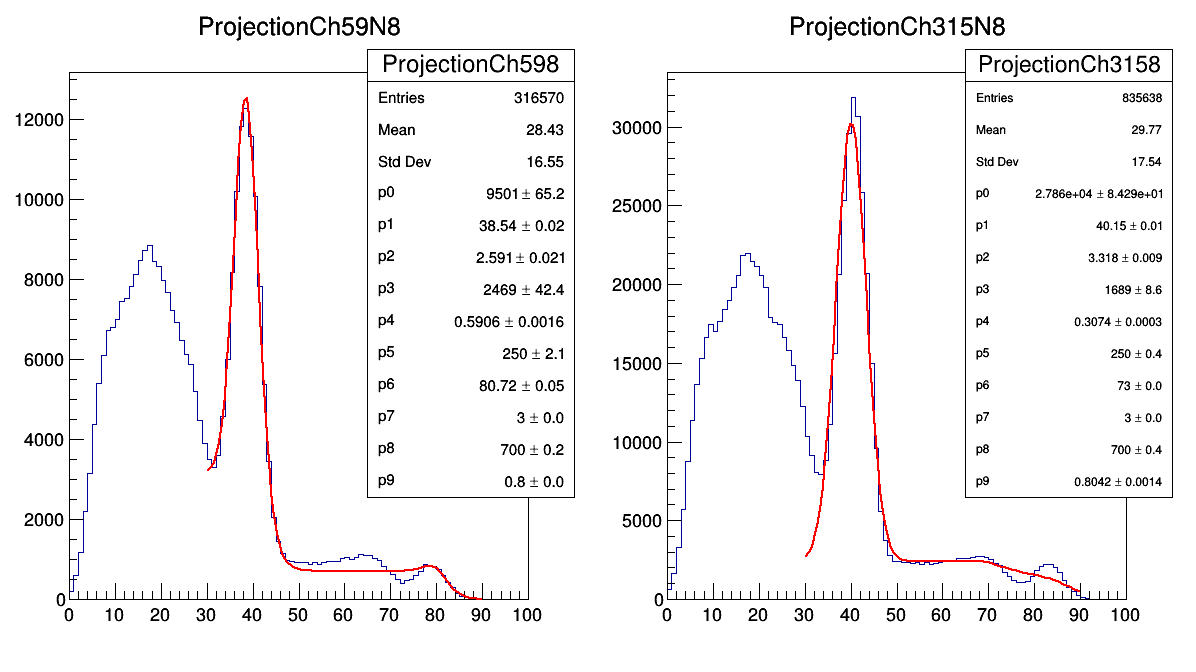 ProjectionCh59N8
ProjectionCh598
Entries 316570
Mean 28.43
Std Dev 16.55
p0 9501 ± 65.2
p1 38.54 ± 0.02
p2 2.591 ± 0.021
p3 2469 ± 42.4
p4 0.5906 ± 0.0016
p5 250 ± 2.1
p6 80.72 ± 0.05
p7 3 ± 0.0
p8 700 ± 0.2
p9 0.8 ± 0.0
12000
10000
8000
6000
4000
2000
0
0 10 20 30 40 50 60 70 80 90 100
ProjectionCh315N8
ProjectionCh3158
Entries 835638
Mean 29.77
Std Dev 17.54
p0 2.786e+04 ± 8.429e+01
p1 40.15 ± 0.01
p2 3.318 ± 0.009
p3 1689 ± 8.6
p4 0.3074 ± 0.0003
p5 250 ± 0.4
p6 73 ± 0.0
p7 3 ± 0.0
p8 700 ± 0.4
p9 0.8042 ± 0.0014
30000
25000
20000
15000
10000
5000
0
0 10 20 30 40 50 60 70 80 90 100